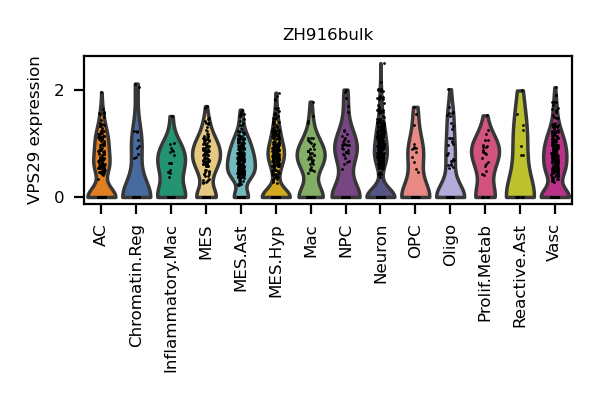 ZH916bulk
VPS29 expression
2
0
AC
Chromatin.Reg
Inflammatory.Mac
MES
MES.Ast
MES.Hyp
Mac
NPC
Neuron
OPC
Oligo
Prolif.Metab
Reactive.Ast
Vasc